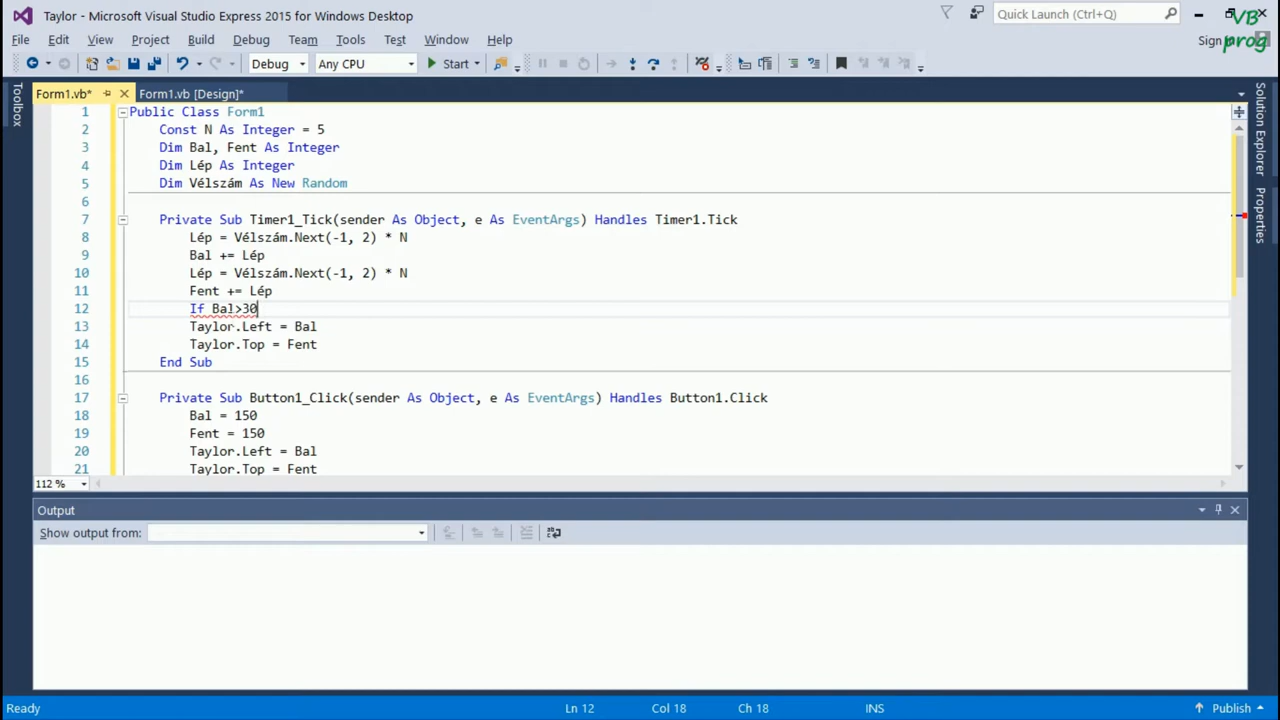 Taylor - Microsoft Visual Studio Express 2015 for Windows Desktop
Quick Launch (Ctrl+Q)
VB
prog
File Edit View Project Build Debug Team Tools Test Window Help
Sign
Debug Any CPU Start
Form1.vb* Form1.vb [Design]*
Toolbox
Solution Explorer
Properties
1 Public Class Form1
2 Const N As Integer = 5
3 Dim Bal, Fent As Integer
4 Dim Lép As Integer
5 Dim Vélszám As New Random
6
7 Private Sub Timer1_Tick(sender As Object, e As EventArgs) Handles Timer1.Tick
8 Lép = Vélszám.Next(-1, 2) * N
9 Bal += Lép
10 Lép = Vélszám.Next(-1, 2) * N
11 Fent += Lép
12 If Bal>30
13 Taylor.Left = Bal
14 Taylor.Top = Fent
15 End Sub
16
17 Private Sub Button1_Click(sender As Object, e As EventArgs) Handles Button1.Click
18 Bal = 150
19 Fent = 150
20 Taylor.Left = Bal
21 Taylor.Top = Fent
112 %
Output
Show output from:
Ready Ln 12 Col 18 Ch 18 INS Publish